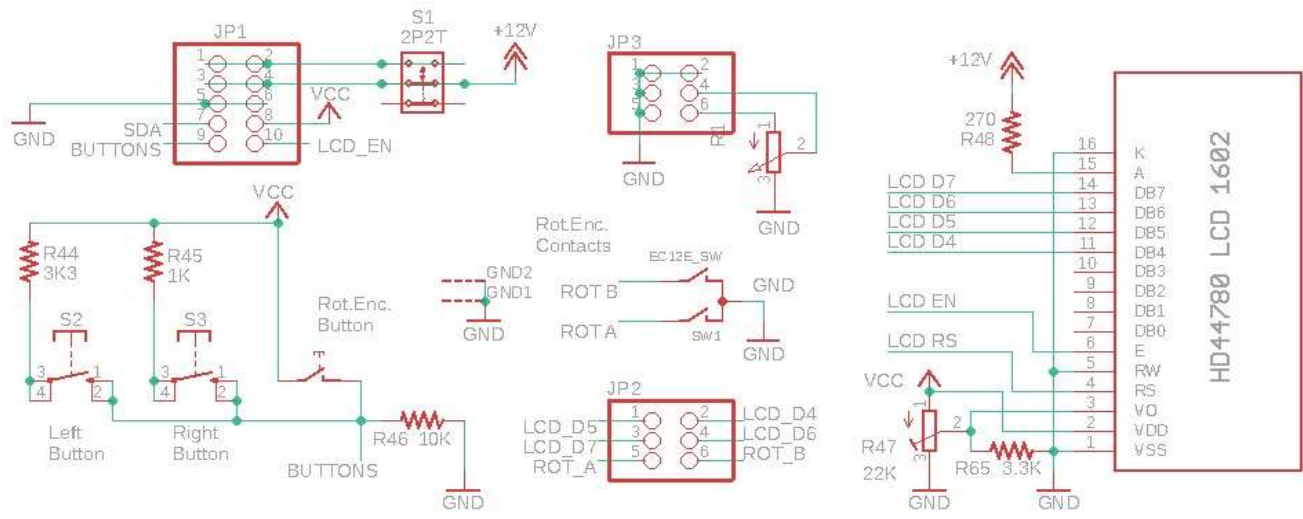 JP1
1
2
3
4
5
6
7
8
9
10
GND
SDA
BUTTONS
VCC
LCD_EN
S1
2P2T
+12V
JP3
1
2
3
4
5
6
GND
R1
1
2
3
GND
+12V
270
R48
HD44780 LCD 1602
16 K
15 A
14 DB7
13 DB6
12 DB5
11 DB4
10 DB3
9 DB2
8 DB1
7 DB0
6 E
5 RW
4 RS
3 VO
2 VDD
1 VSS
LCD D7
LCD D6
LCD D5
LCD D4
LCD EN
LCD RS
VCC
R47
22K
1
2
3
R65 3.3K
GND
GND
VCC
R44
3K3
R45
1K
S2
3 1
4 2
S3
3 1
4 2
Left
Button
Right
Button
Rot.Enc.
Button
R46 10K
BUTTONS
GND
GND2
GND1
GND
Rot.Enc.
Contacts
EC12E_SW
ROT B
ROT A
SW1
GND
GND
JP2
LCD_D5
1
2
LCD_D4
LCD_D7
3
4
LCD_D6
ROT_A
5
6
ROT_B